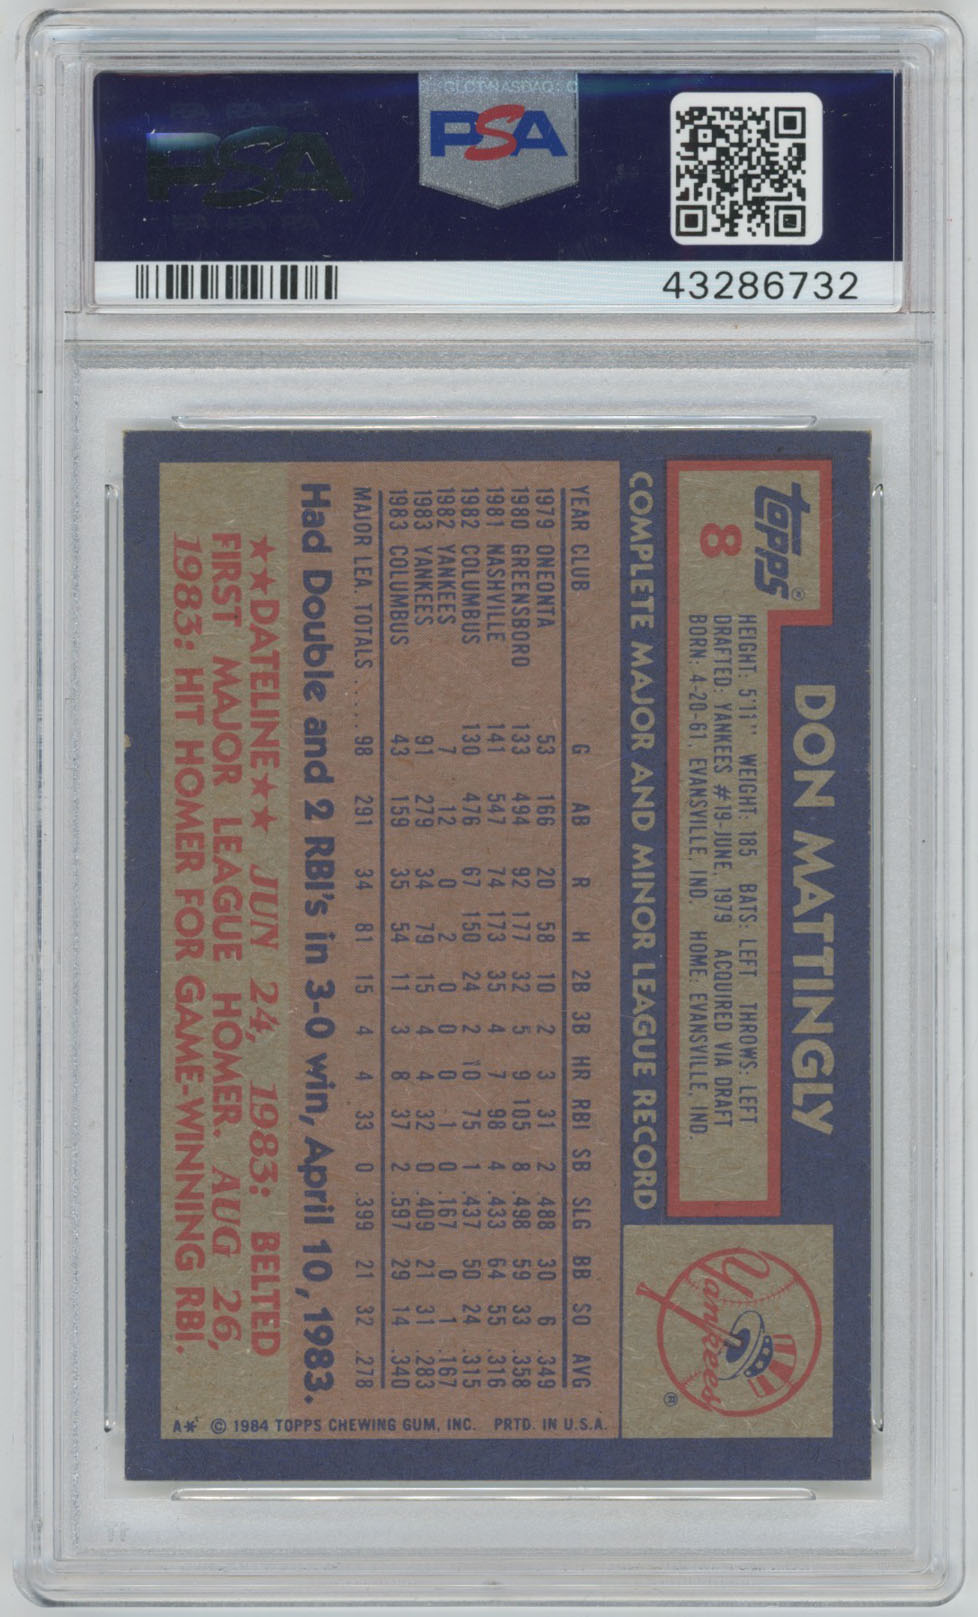 GLCT·NASDAQ: C
PSA
PSA
43286732
topps®
8
DON MATTINGLY
HEIGHT: 5'11" WEIGHT: 185 BATS: LEFT THROWS: LEFT
DRAFTED: YANKEES #19-JUNE, 1979 ACQUIRED VIA DRAFT
BORN: 4-20-61, EVANSVILLE, IND. HOME: EVANSVILLE, IND.
Yankees
®
COMPLETE MAJOR AND MINOR LEAGUE RECORD
YEAR CLUB G AB R H 2B 3B HR RBI SB SLG BB SO AVG
1979 ONEONTA 53 166 20 58 10 2 3 31 2 .488 30 6 .349
1980 GREENSBORO 133 494 92 177 32 5 9 105 8 .498 59 33 .358
1981 NASHVILLE 141 547 74 173 35 4 7 98 4 .433 64 55 .316
1982 COLUMBUS 130 476 67 150 24 2 10 75 1 .437 50 24 .315
1982 YANKEES 7 12 0 2 0 0 0 1 0 .167 0 1 .167
1983 YANKEES 91 279 34 79 15 4 4 32 0 .409 21 31 .283
1983 COLUMBUS 43 159 35 54 11 3 8 37 2 .597 29 14 .340
MAJOR LEA. TOTALS ..... 98 291 34 81 15 4 4 33 0 .399 21 32 .278
Had Double and 2 RBI's in 3-0 win, April 10, 1983.
★★DATELINE★★ JUN 24, 1983: BELTED
FIRST MAJOR LEAGUE HOMER. AUG 26,
1983: HIT HOMER FOR GAME-WINNING RBI.
A* © 1984 TOPPS CHEWING GUM, INC. PRTD. IN U.S.A.